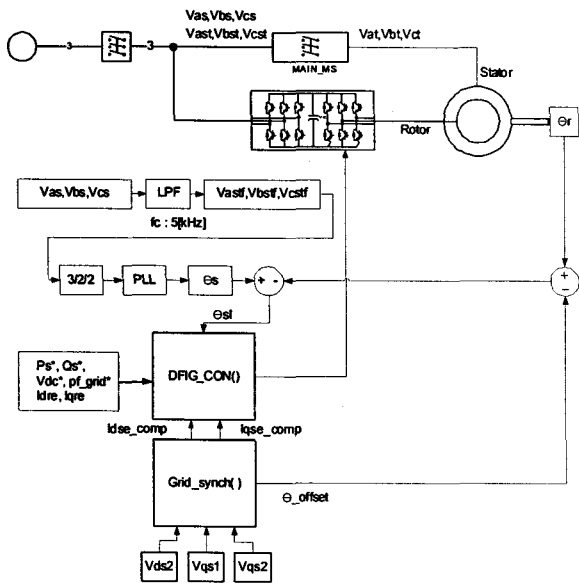 Vas,Vbs,Vcs
Vast,Vbst,Vcst
Vat,Vbt,Vct
3
3
MAIN_MS
Stator
Rotor
Θr
Vas,Vbs,Vcs
LPF
Vastf,Vbstf,Vcstf
fc : 5[kHz]
3/2/2
PLL
Θs
+ -
+
-
Θsl
Ps*, Qs*,
Vdc*, pf_grid*
Idre, Iqre
DFIG_CON()
Idse_comp
Iqse_comp
Grid_synch( )
Θ_offset
Vds2
Vqs1
Vqs2